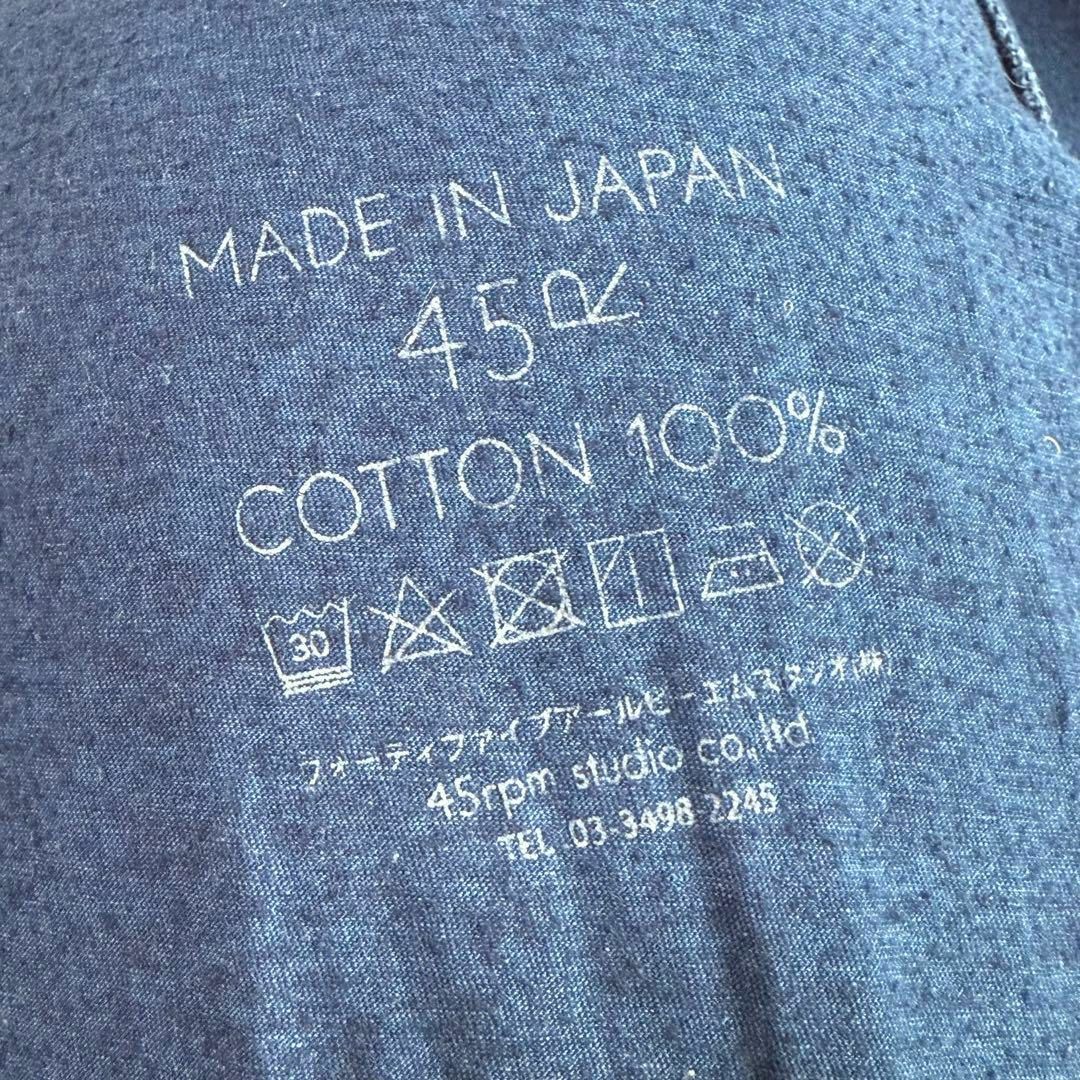 MADE IN JAPAN
45R
COTTON 100%
30
フォーティファイブアールピーエムスタジオ(株)
45rpm studio co.,ltd
TEL 03-3498-2245